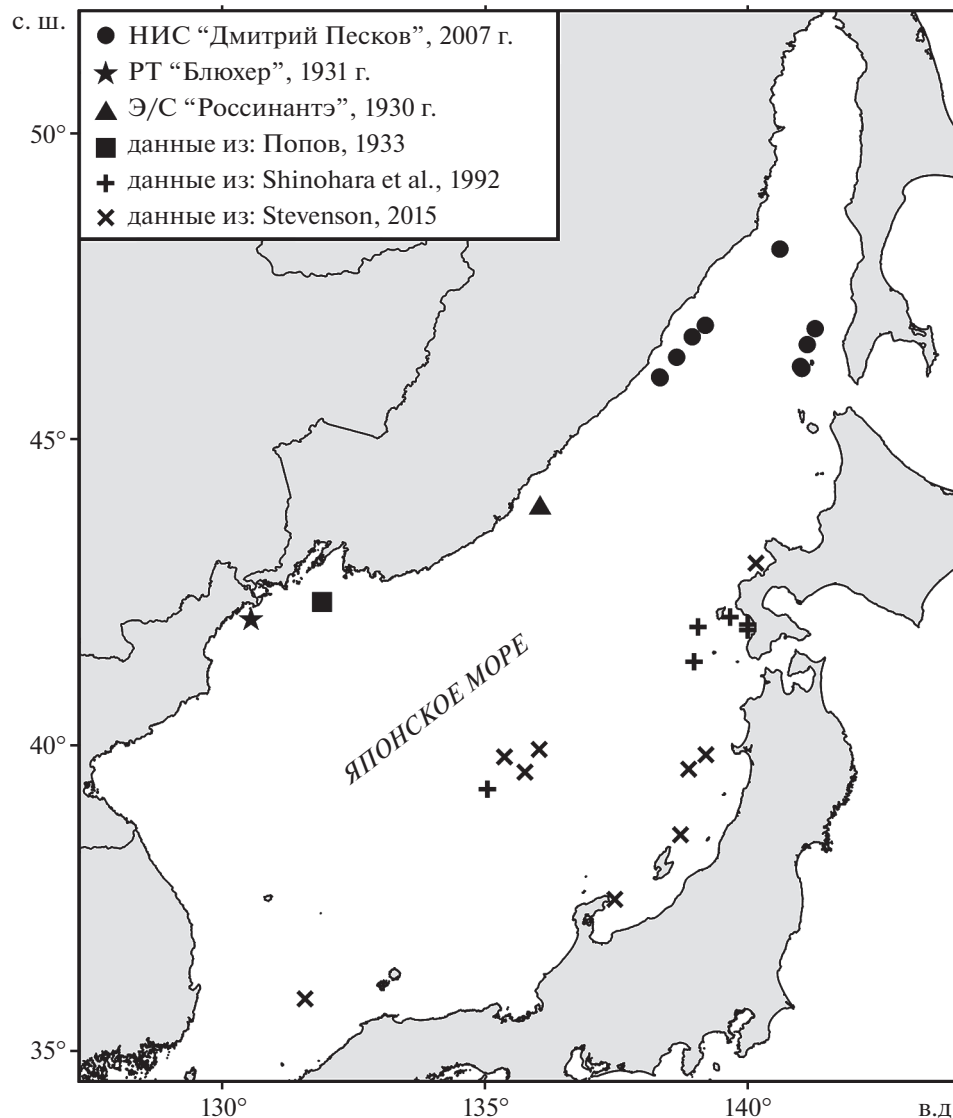 с. ш.
НИС “Дмитрий Песков”, 2007 г.
РТ “Блюхер”, 1931 г.
Э/С “Россинантэ”, 1930 г.
данные из: Попов, 1933
данные из: Shinohara et al., 1992
данные из: Stevenson, 2015
50°
45°
40°
35°
ЯПОНСКОЕ МОРЕ
130°
135°
140°
в.д